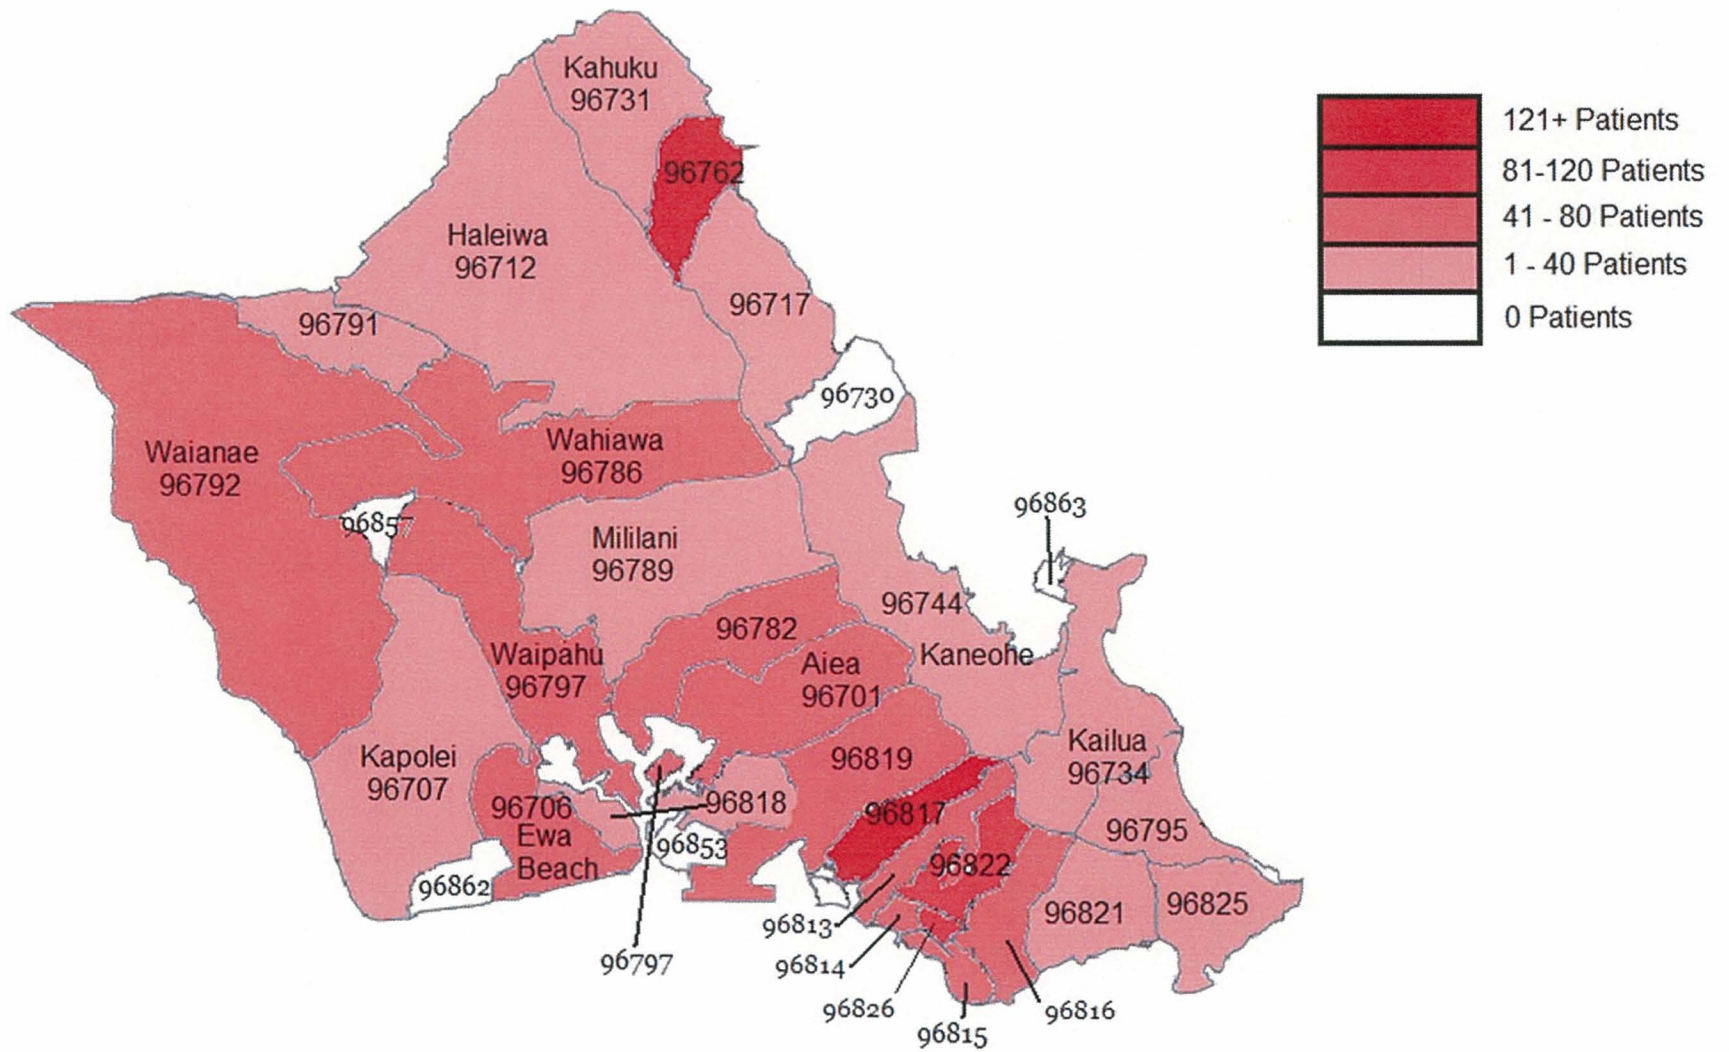 Kahuku
96731
96762
Haleiwa
96712
96717
96791
96730
Waianae
96792
Wahiawa
96786
96857
96863
Mililani
96789
96744
Kaneohe
96782
Waipahu
96797
Aiea
96701
Kapolei
96707
96819
Kailua
96734
96706
Ewa
Beach
96818
96817
96795
96853
96822
96862
96821
96825
96813
96797
96814
96826
96815
96816
121+ Patients
81-120 Patients
41 - 80 Patients
1 - 40 Patients
0 Patients